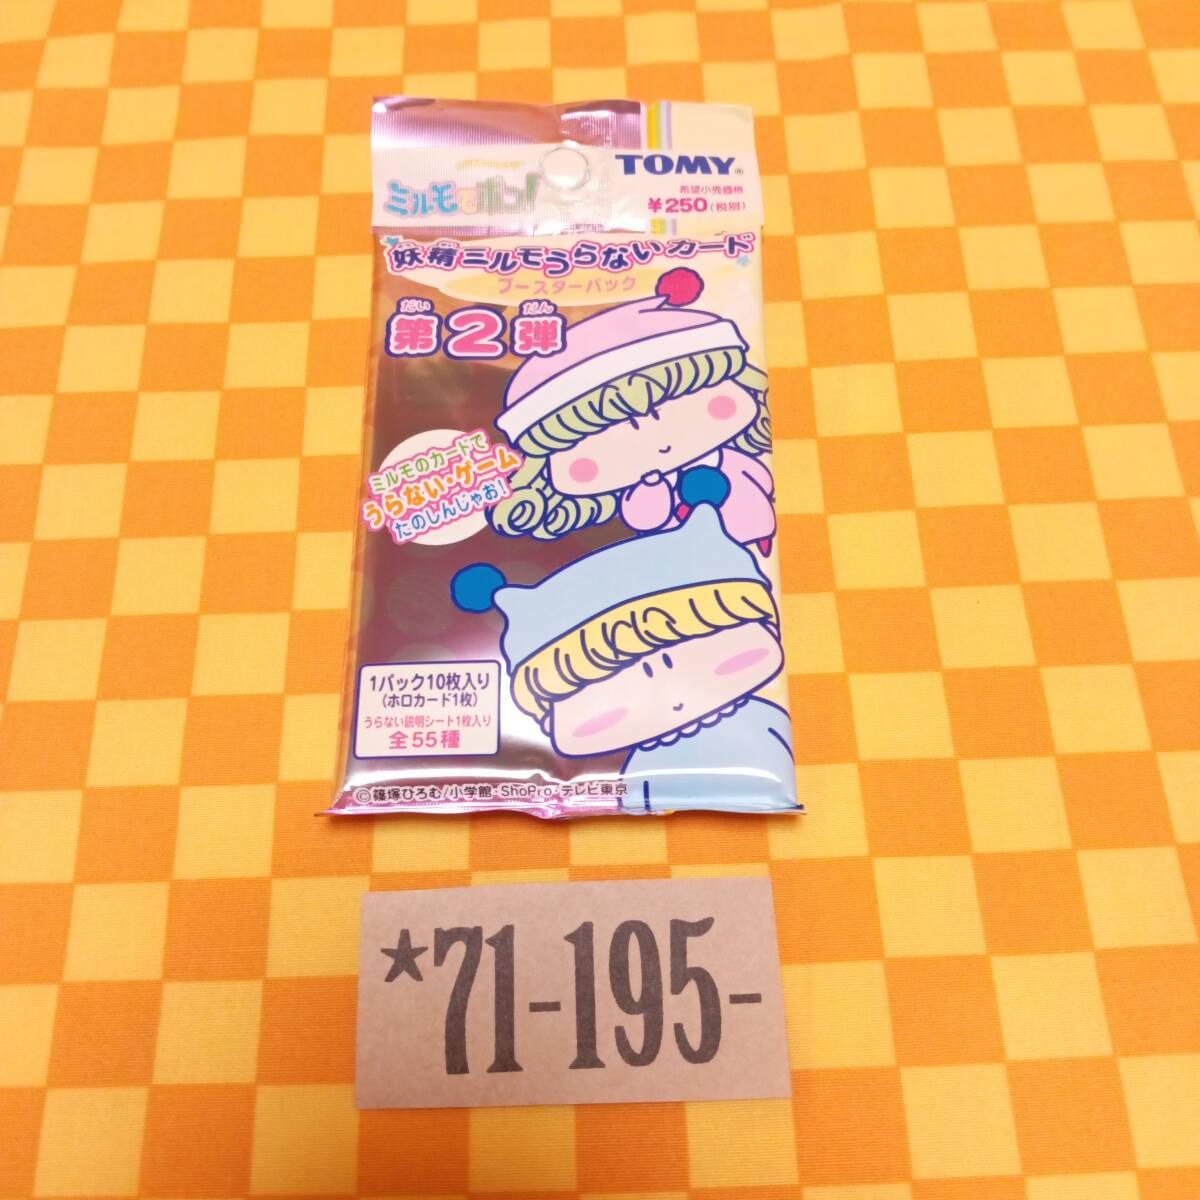 TOMY®
ミルモでポン!
希望小売価格
¥250(税別)
妖精ミルモうらないカード
ブースターパック
だい だん
第2弾
ミルモのカードで
うらない・ゲーム
たのしんじゃお!
1パック10枚入り
(ホロカード1枚)
うらない説明シート1枚入り
全55種
©篠塚ひろむ/小学館・ShoPro・テレビ東京
★71-195-